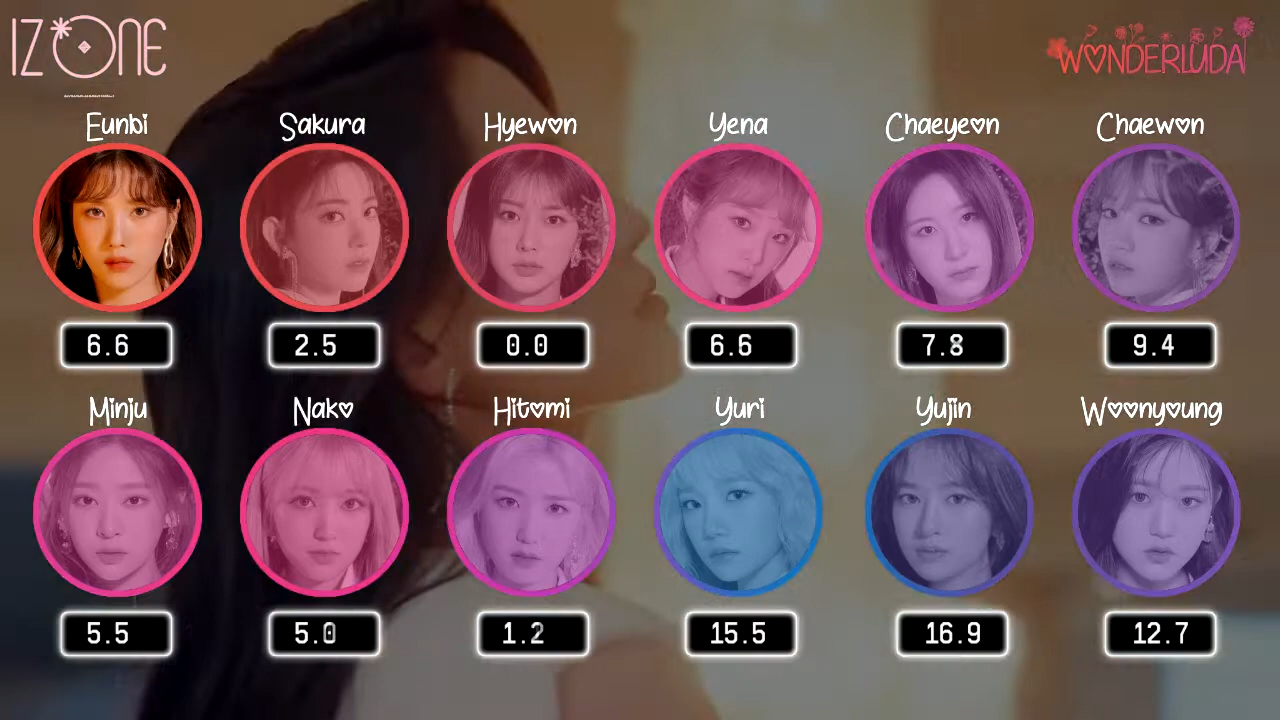 IZ*ONE
WONDERLUDA
Eunbi Sakura Hyewon Yena Chaeyeon Chaewon
6.6 2.5 0.0 6.6 7.8 9.4
Minju Nako Hitomi Yuri Yujin Woonyoung
5.5 5.0 1.2 15.5 16.9 12.7